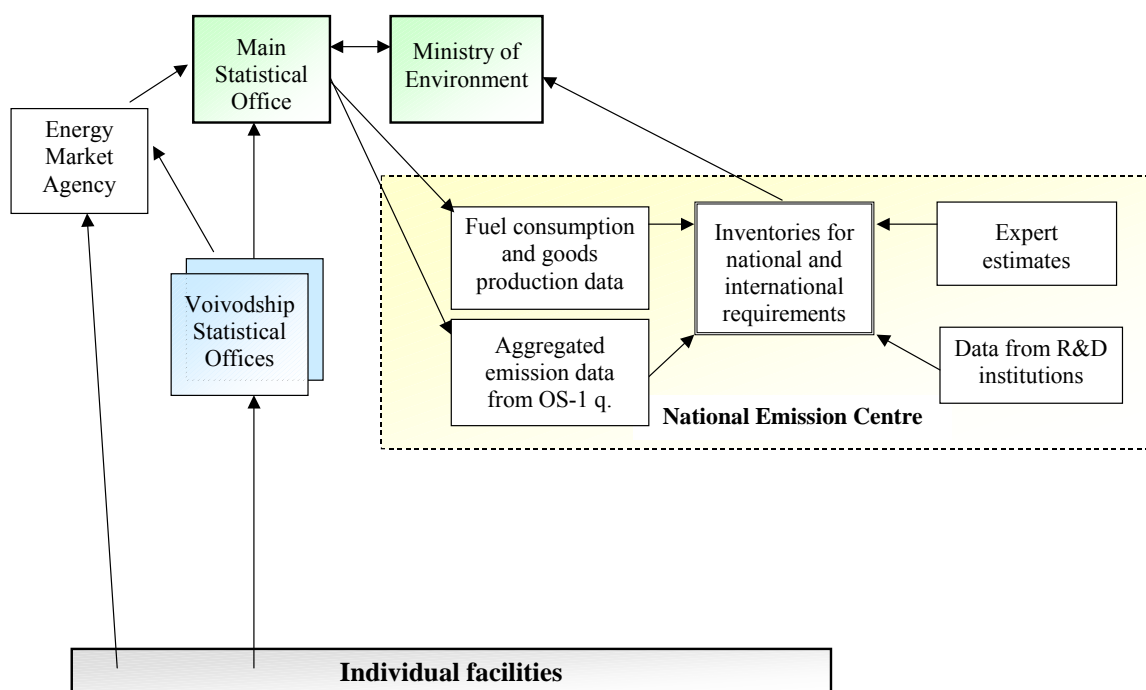 Main
Statistical
Office
Ministry of
Environment
Energy
Market
Agency
Fuel consumption
and goods
production data
Inventories for
national and
international
requirements
Expert
estimates
Voivodship
Statistical
Offices
Aggregated
emission data
from OS-1 q.
Data from R&D
institutions
National Emission Centre
Individual facilities